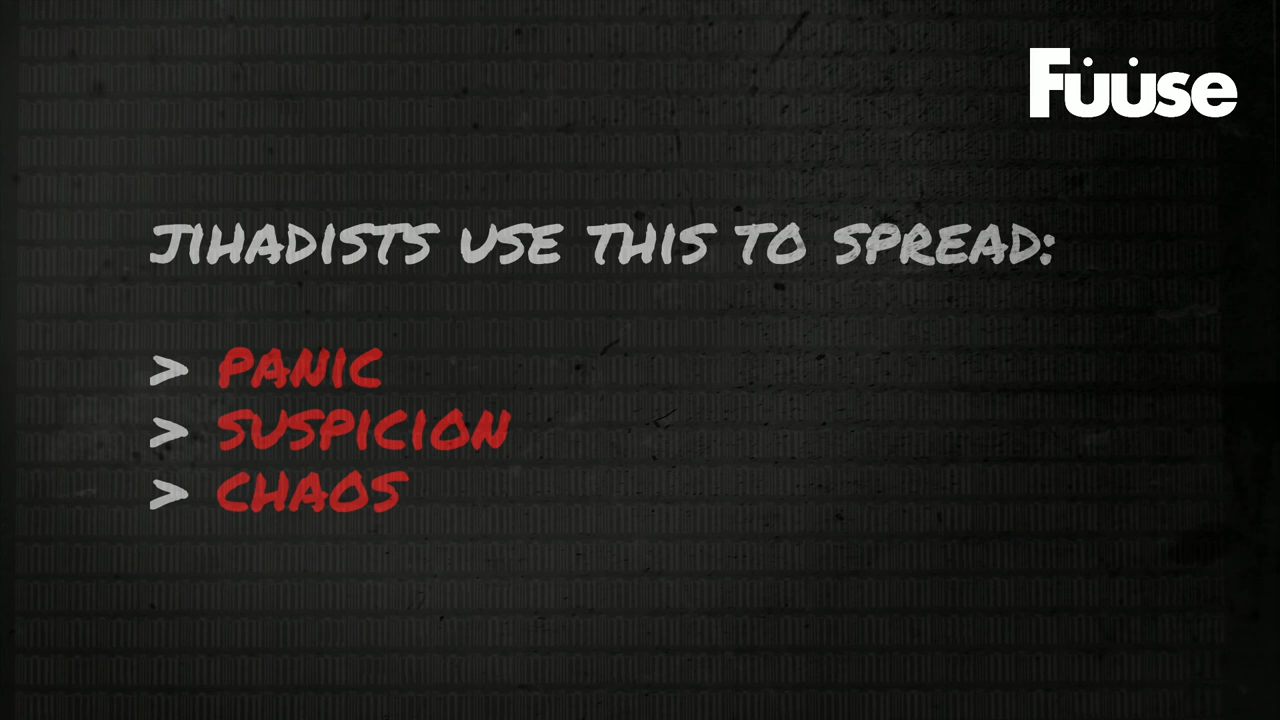 Fuuse
JIHADISTS USE THIS TO SPREAD:
> PANIC
> SUSPICION
> CHAOS